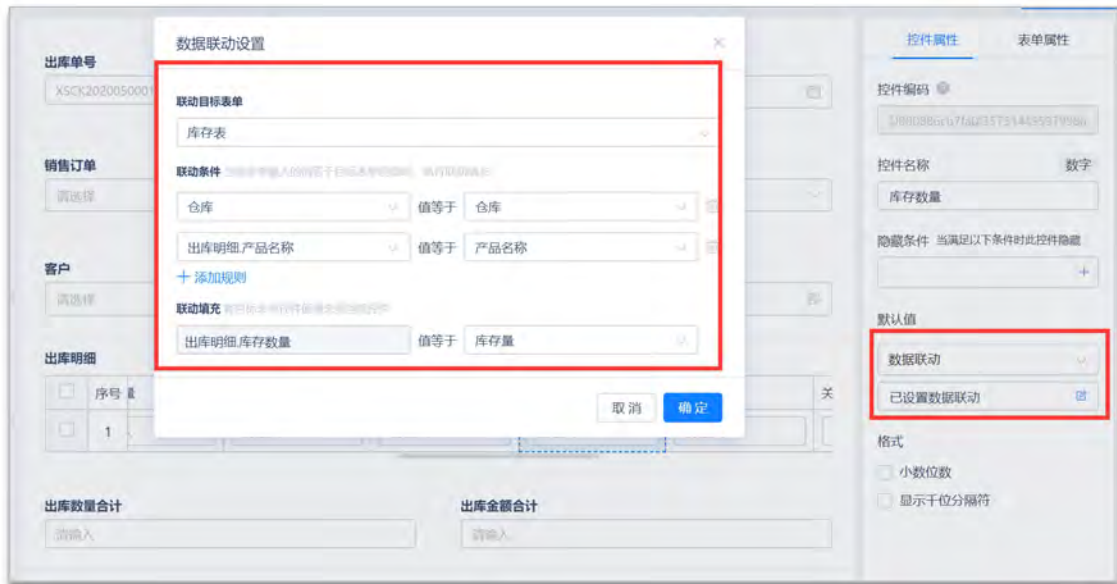 数据联动设置
控件属性 表单属性
出库单号
XSCK2020050001
联动目标表单
控件编码
库存表
销售订单
联动条件
控件名称 数字
请选择
仓库 值等于 仓库
库存数量
出库明细.产品名称 值等于 产品名称
隐藏条件 当满足以下条件时此控件隐藏
客户
+ 添加规则
请选择
联动填充
默认值
出库明细.库存数量 值等于 库存量
出库明细
数据联动
序号 量
取消 确定
关
已设置数据联动
1
格式
小数位数
显示千位分隔符
出库数量合计 出库金额合计
请输入 请输入